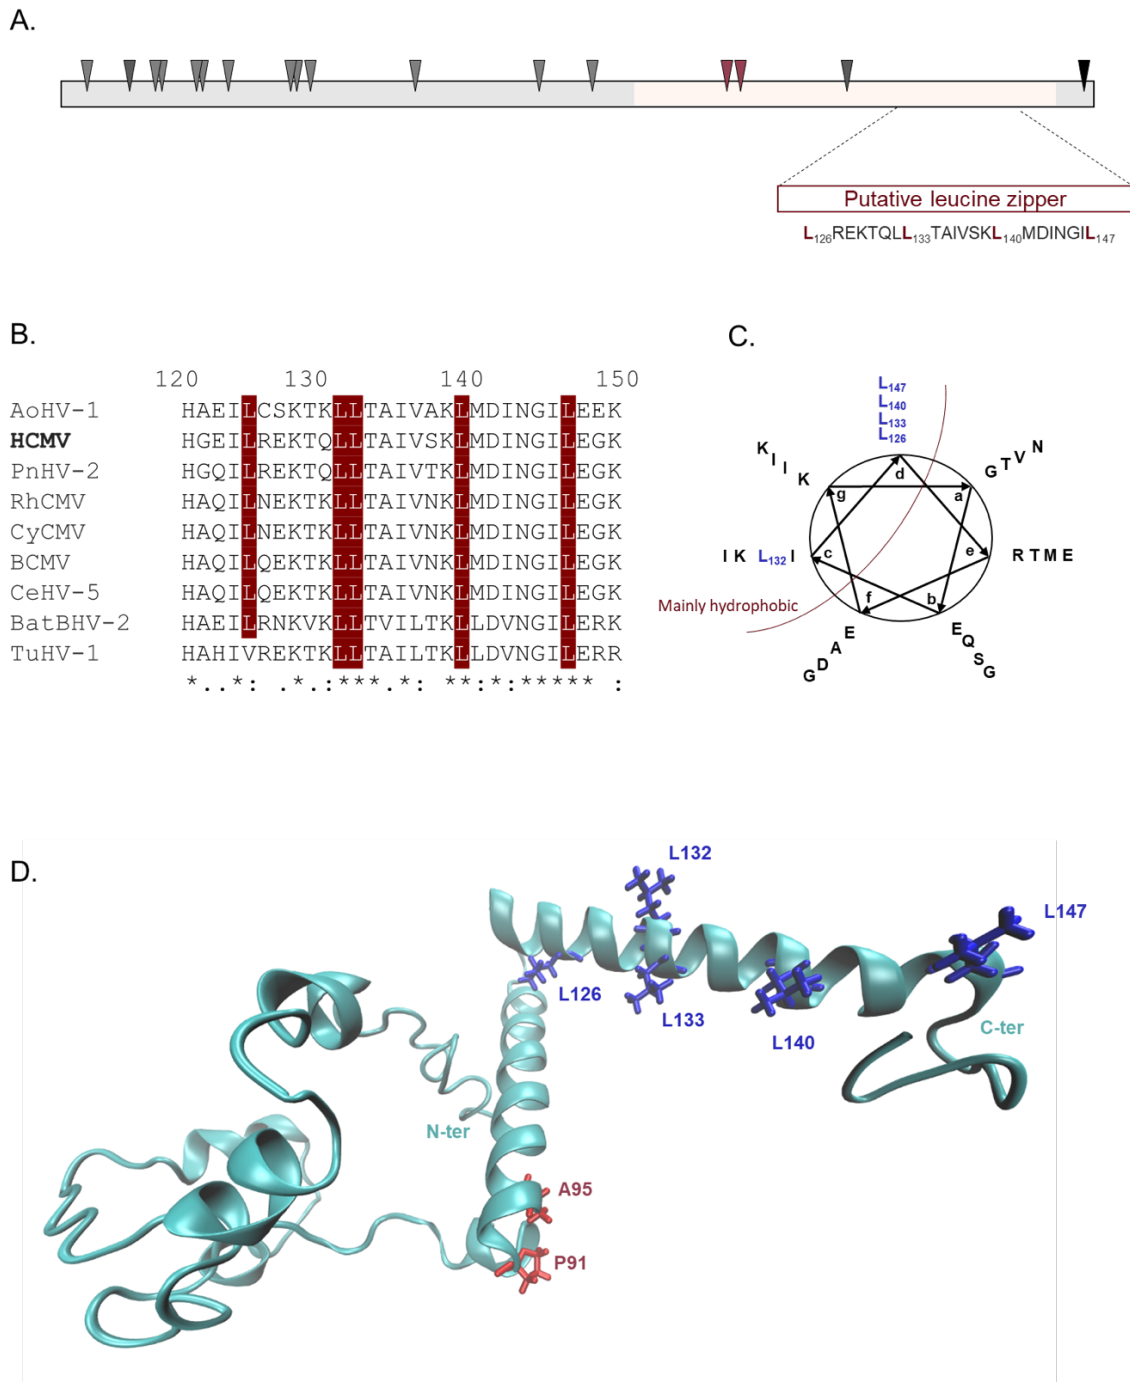 A.
Putative leucine zipper
L126REKTQLL133TAIVSKL140MDINGIL147
B.
120 130 140 150
AoHV-1 HAEILCSKTKLLTAIVAKLMDINGILEEK
HCMV HGEILREKTQLLTAIVSKLMDINGILEGK
PnHV-2 HGQILREKTQLLTAIVTKLMDINGILEGK
RhCMV HAQILNEKTKLLTAIVNKLMDINGILEGK
CyCMV HAQILNEKTKLLTAIVNKLMDINGILEGK
BCMV HAQILQEKTKLLTAIVNKLMDINGILEGK
CeHV-5 HAQILQEKTKLLTAIVNKLMDINGILEGK
BatBHV-2 HAEILRNKVKLLTVILTKLLDVNGILERK
TuHV-1 HAHIVREKTKLLTAILTKLLDVNGILERR
*..*: .*.:***.*: **:**:***** :
C.
L147
L140
L133
L126
K I I K
G T V N
d
g
a
I K L132 I
c
e
R T M E
f
b
Mainly hydrophobic
E A D G
E Q S G
D.
L132
L147
L126
L133
L140
C-ter
N-ter
A95
P91